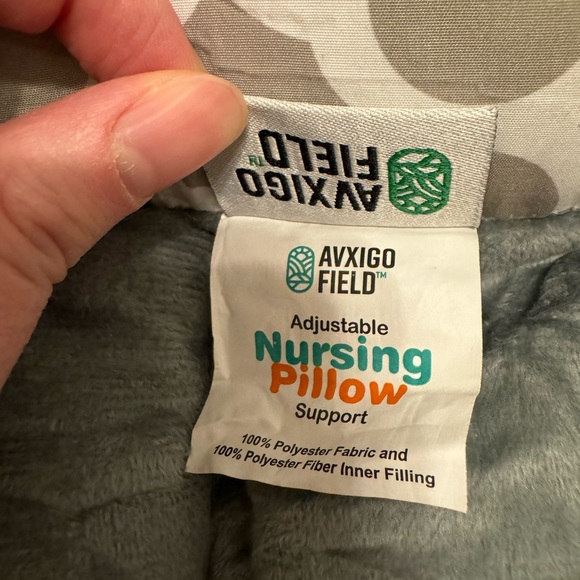 AVXIGO
FIELD™
AVXIGO
FIELD™
Adjustable
Nursing
Pillow
Support
100% Polyester Fabric and
100% Polyester Fiber Inner Filling